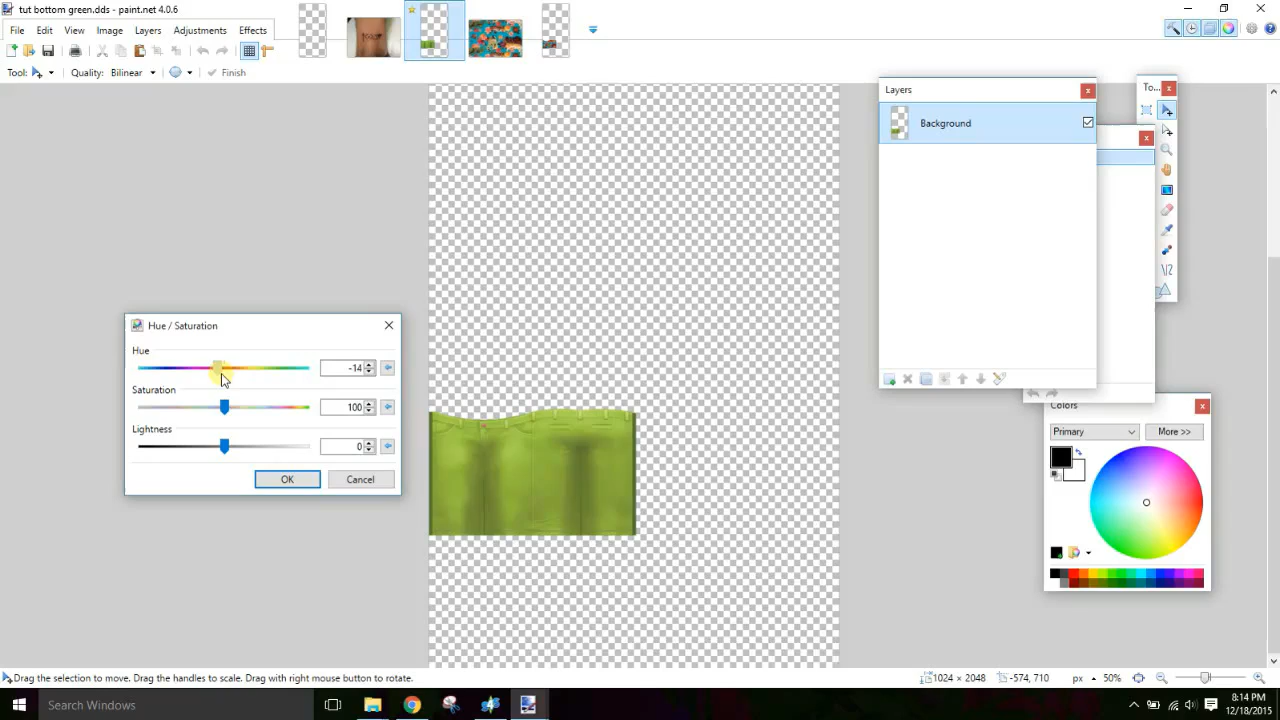 tut bottom green.dds - paint.net 4.0.6
File Edit View Image Layers Adjustments Effects
Tool: Quality: Bilinear Finish
Layers
To...
Background
Hue / Saturation
Hue
-14
Saturation
100
Lightness
0
OK Cancel
Colors
Primary More >>
Drag the selection to move. Drag the handles to scale. Drag with right mouse button to rotate.
1024 × 2048 -574, 710 px 50%
Search Windows
8:14 PM
12/18/2015